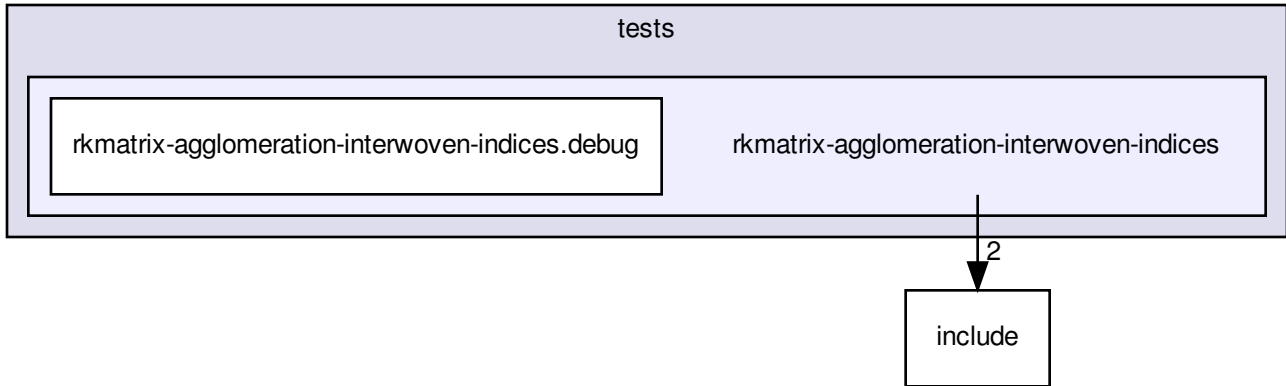 tests
rkmatrix-agglomeration-interwoven-indices.debug
rkmatrix-agglomeration-interwoven-indices
2
include